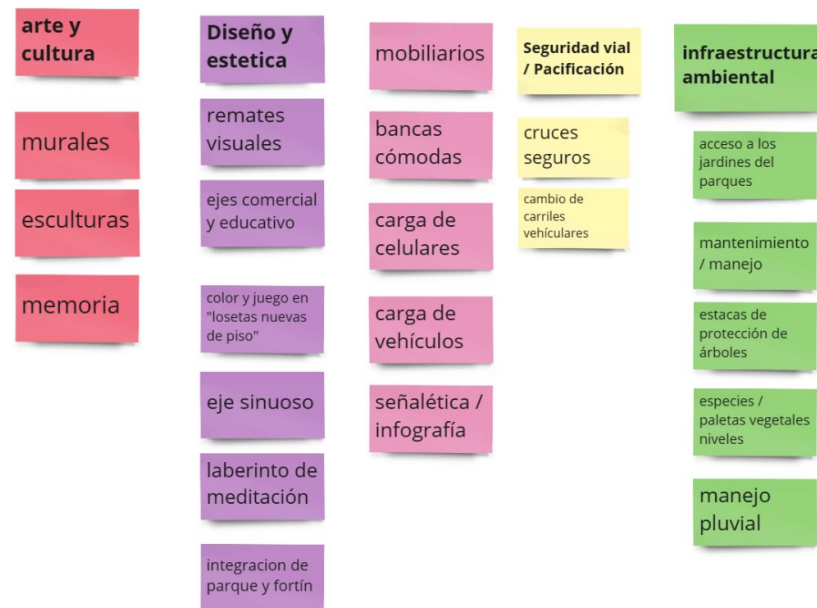 arte y
cultura
murales
esculturas
memoria
Diseño y
estetica
remates
visuales
ejes comercial
y educativo
color y juego en
"losetas nuevas
de piso"
eje sinuoso
laberinto de
meditación
integracion de
parque y fortín
mobiliarios
bancas
cómodas
carga de
celulares
carga de
vehículos
señalética /
infografía
Seguridad vial
/ Pacificación
cruces
seguros
cambio de
carriles
vehículares
infraestructura
ambiental
acceso a los
jardines del
parques
mantenimiento
/ manejo
estacas de
protección de
árboles
especies /
paletas vegetales
niveles
manejo
pluvial